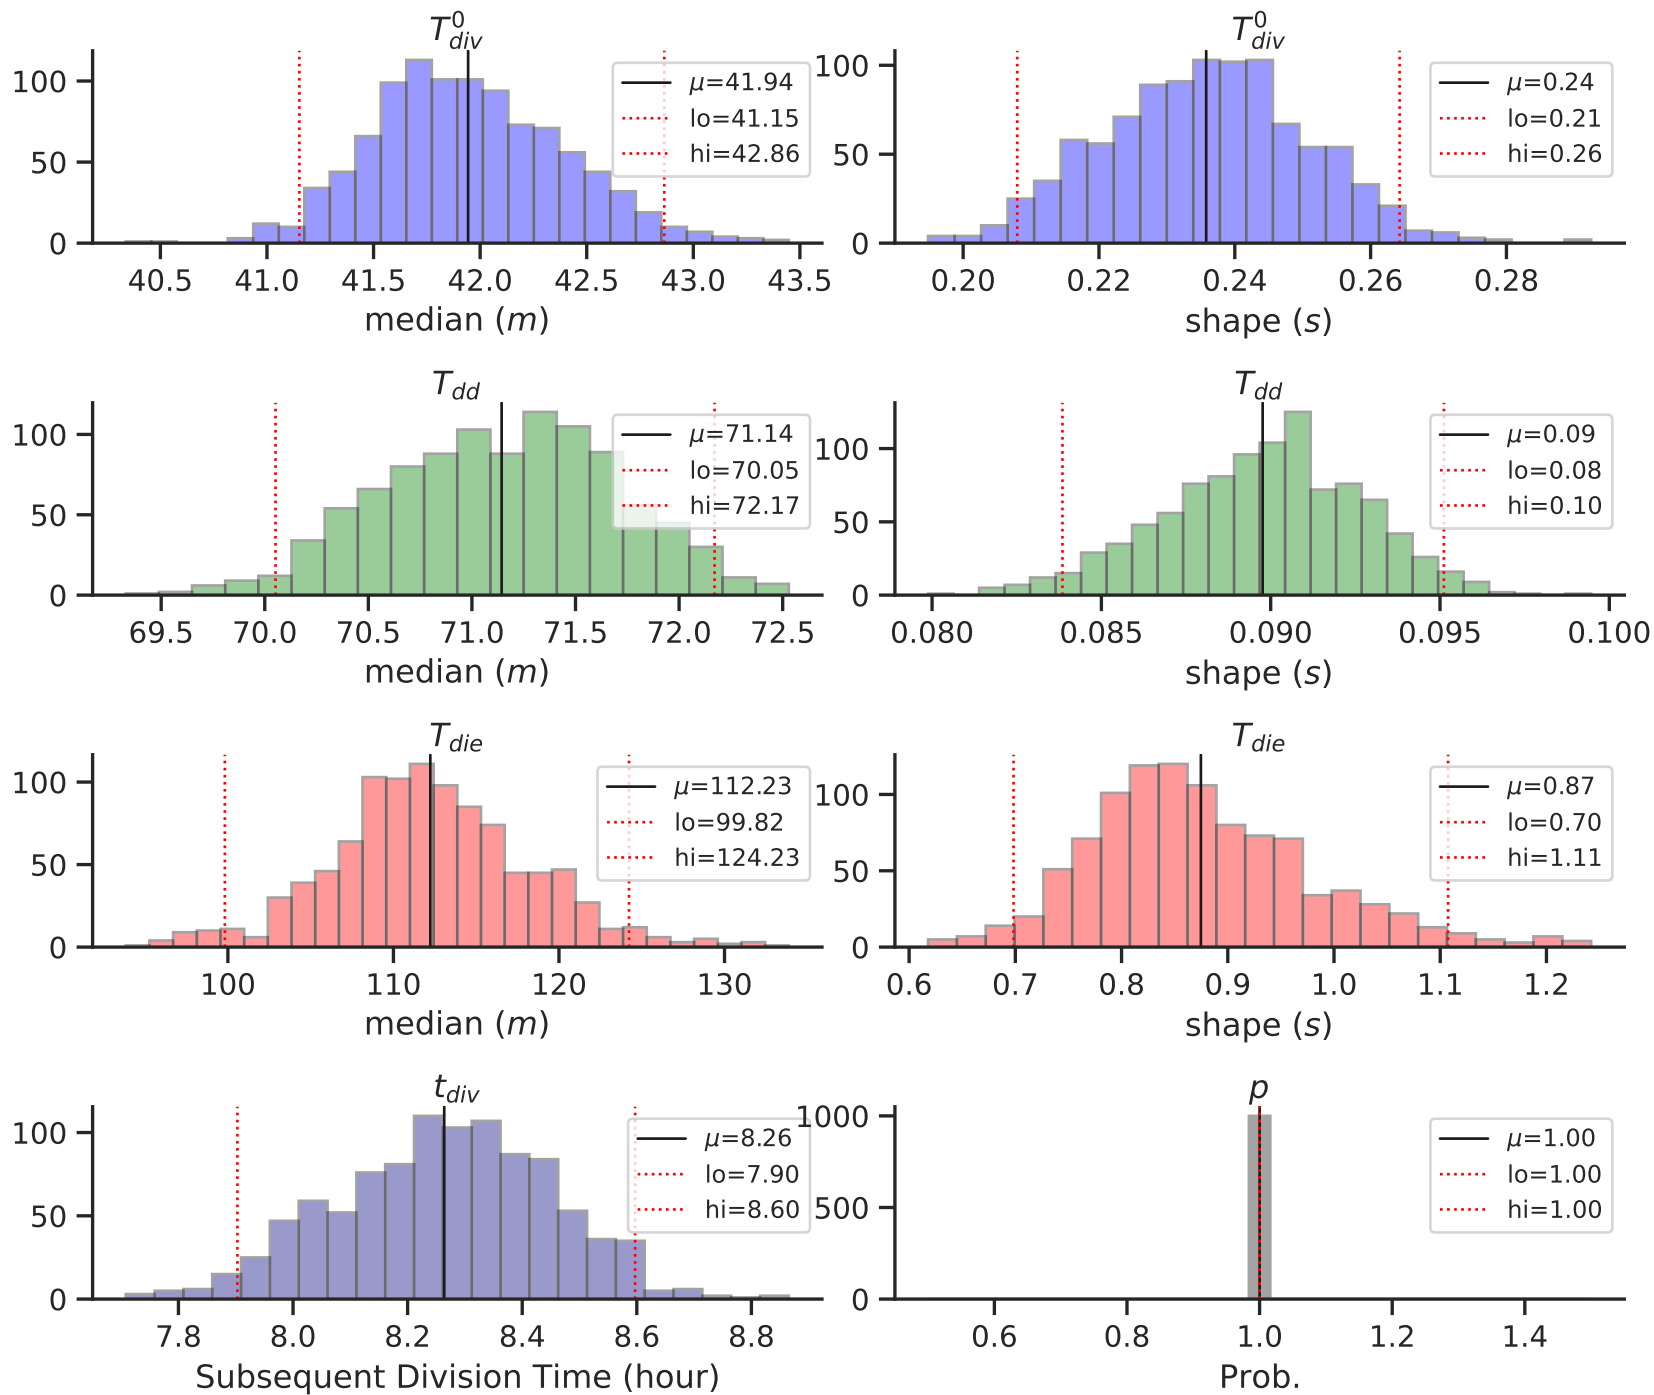 T⁰div
100
50
0
μ=41.94
lo=41.15
hi=42.86
40.5 41.0 41.5 42.0 42.5 43.0 43.5
median (m)
T⁰div
100
50
0
μ=0.24
lo=0.21
hi=0.26
0.20 0.22 0.24 0.26 0.28
shape (s)
Tdd
100
50
0
μ=71.14
lo=70.05
hi=72.17
69.5 70.0 70.5 71.0 71.5 72.0 72.5
median (m)
Tdd
100
50
0
μ=0.09
lo=0.08
hi=0.10
0.080 0.085 0.090 0.095 0.100
shape (s)
Tdie
100
50
0
μ=112.23
lo=99.82
hi=124.23
100 110 120 130
median (m)
Tdie
100
50
0
μ=0.87
lo=0.70
hi=1.11
0.6 0.7 0.8 0.9 1.0 1.1 1.2
shape (s)
tdiv
100
50
0
μ=8.26
lo=7.90
hi=8.60
7.8 8.0 8.2 8.4 8.6 8.8
Subsequent Division Time (hour)
p
1000
500
0
μ=1.00
lo=1.00
hi=1.00
0.6 0.8 1.0 1.2 1.4
Prob.